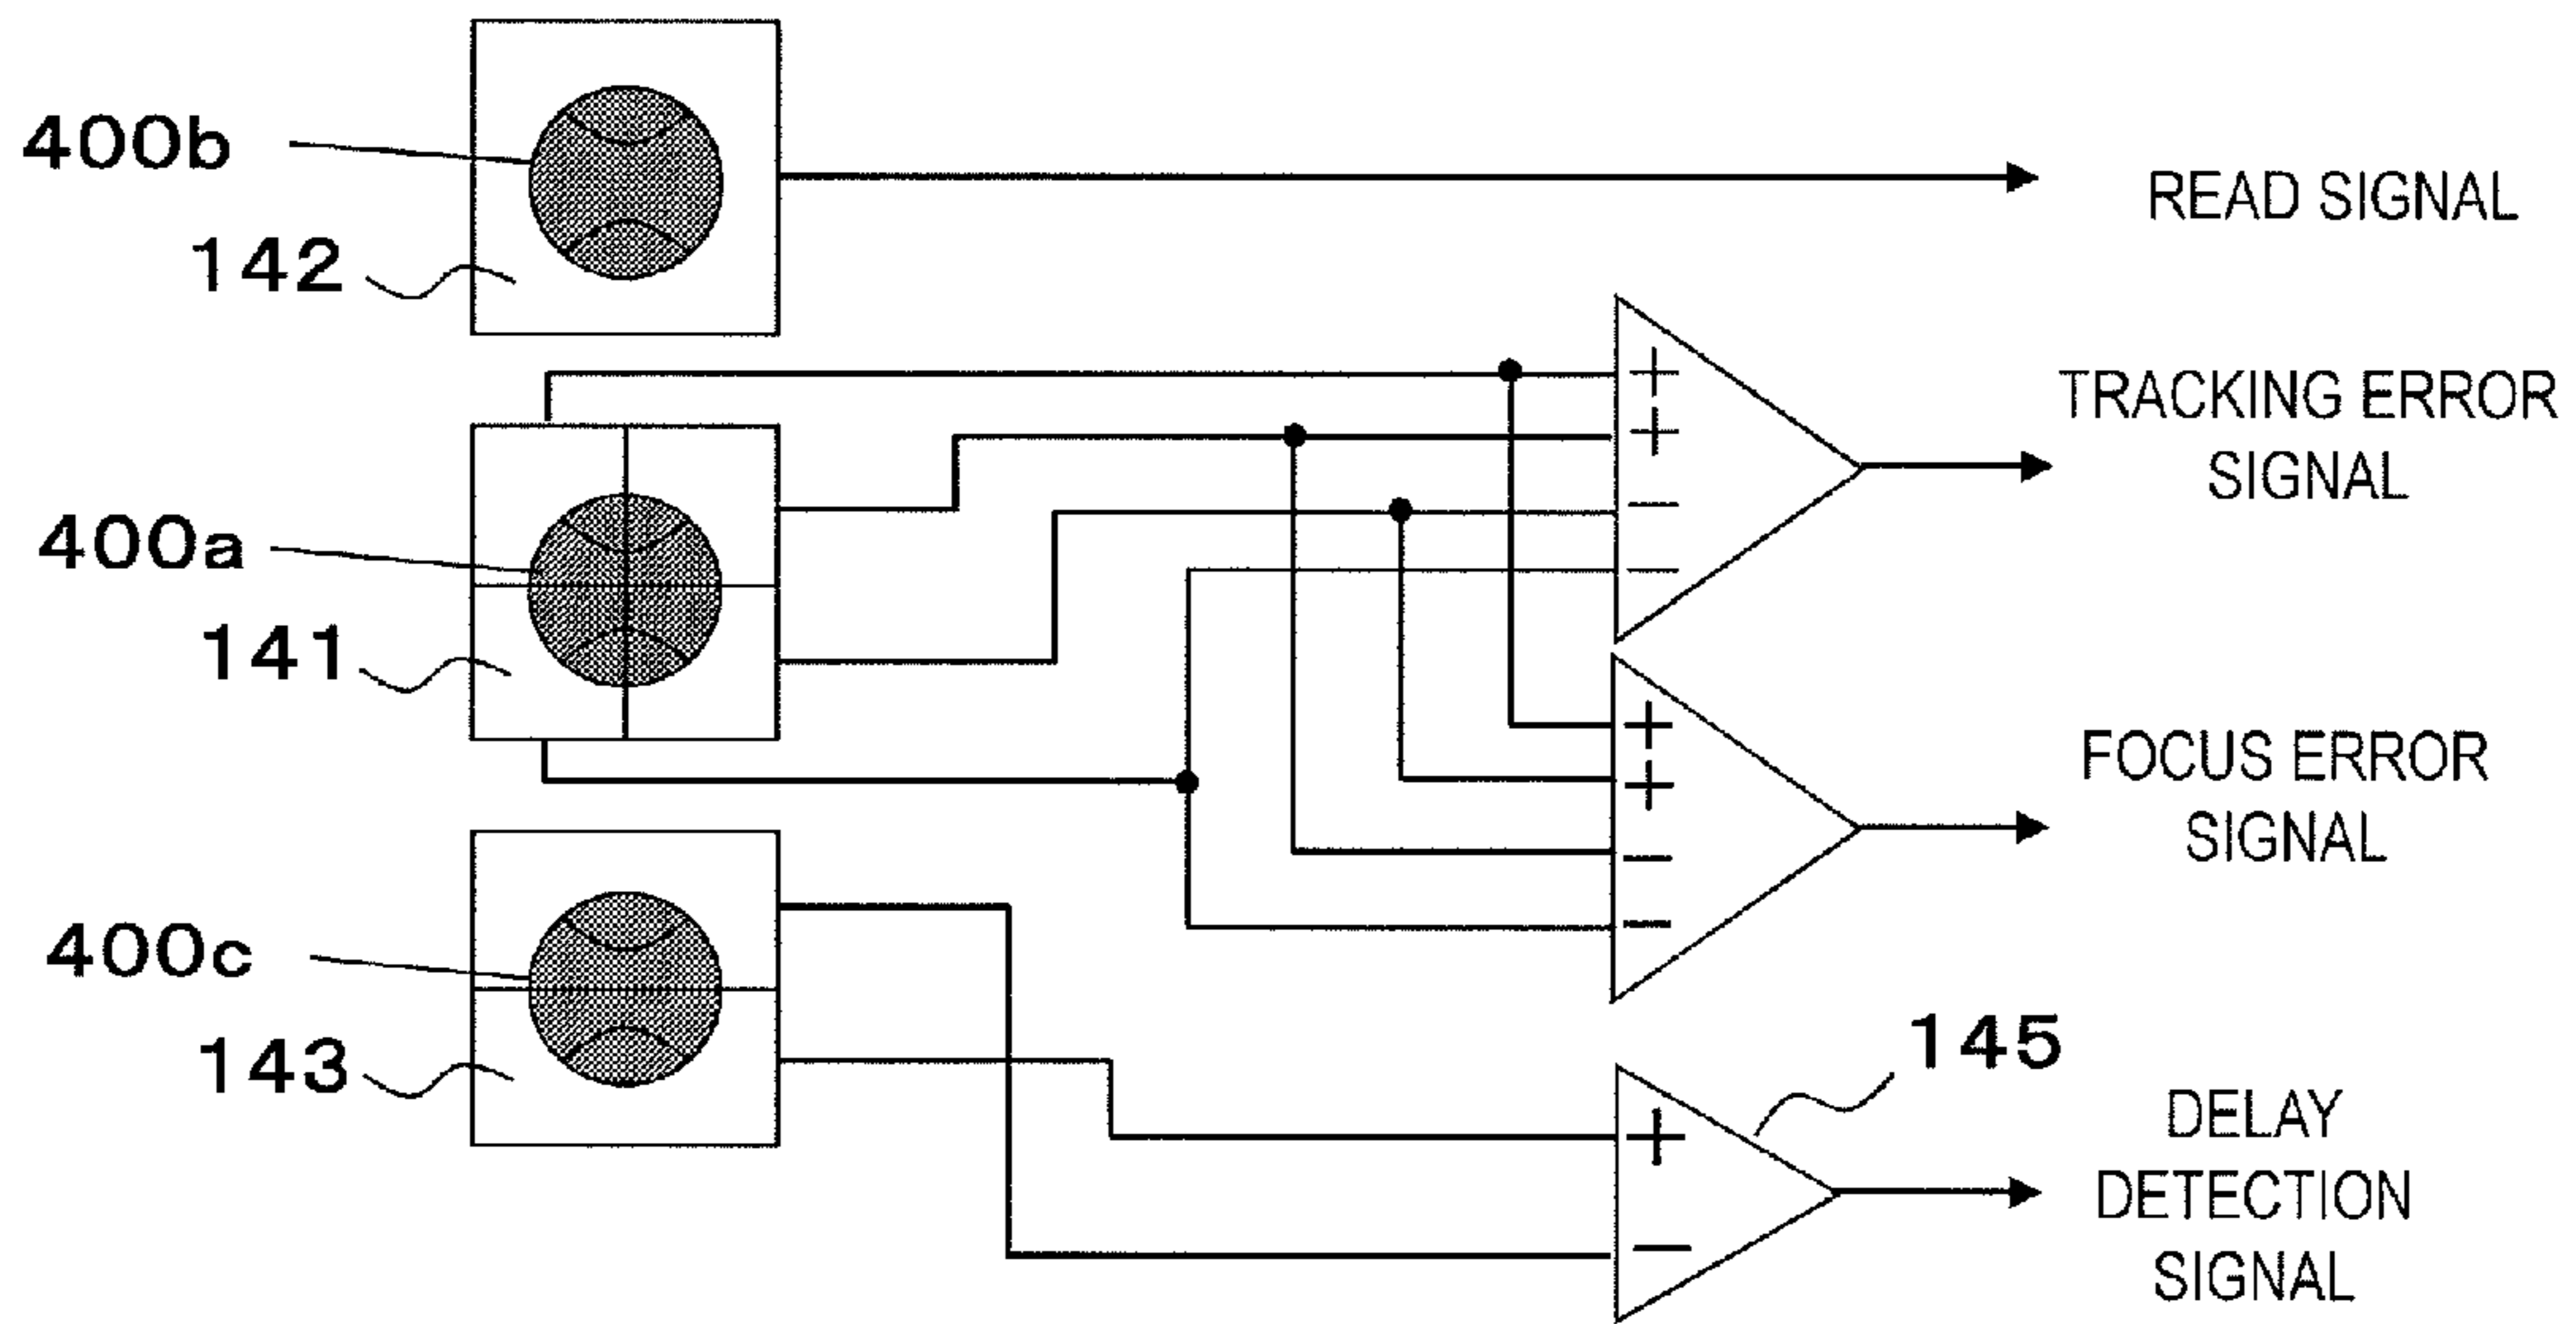 400b
142
READ SIGNAL
+
+
−
−
TRACKING ERROR
SIGNAL
400a
141
+
+
−
−
FOCUS ERROR
SIGNAL
400c
143
145
+
−
DELAY
DETECTION
SIGNAL